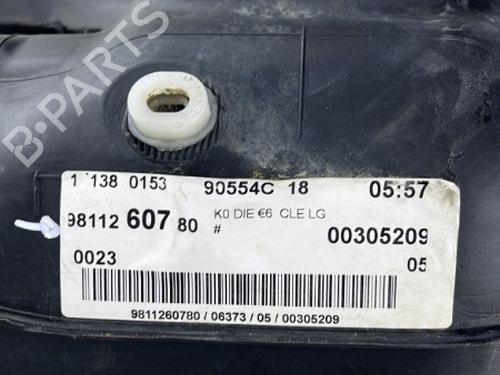 B-PARTS
1 138 0153 90554C 18 05:57
98112 607 80 K0 DIE €6 CLE LG
# 00305209
0023 05
9811260780 / 06373 / 05 / 00305209